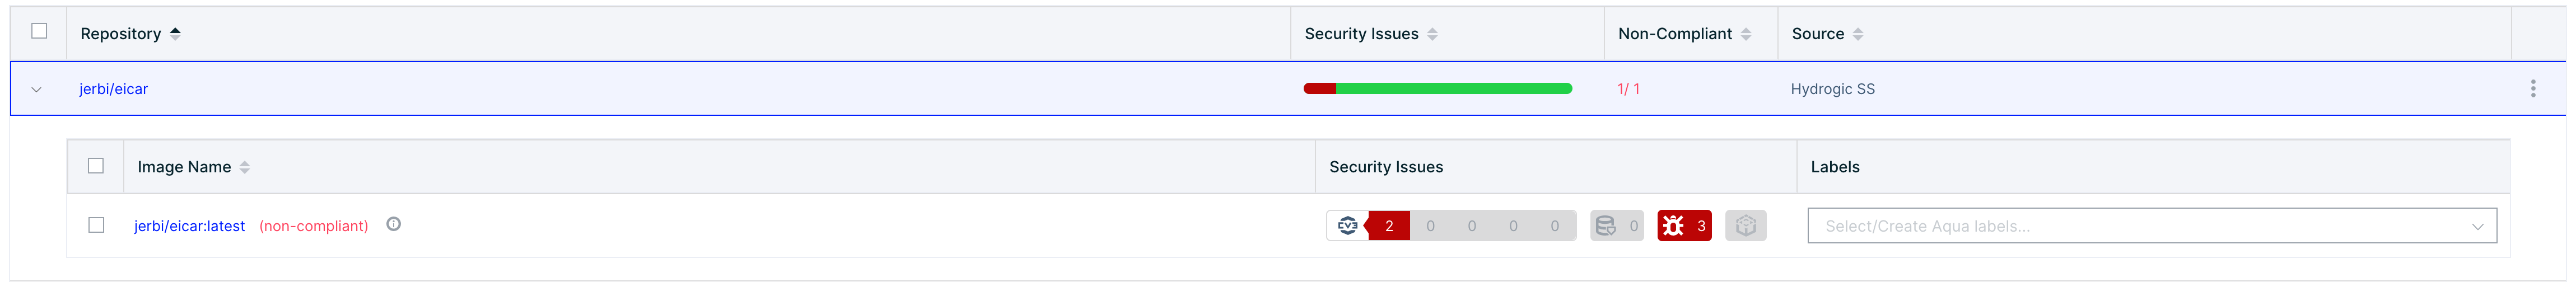 Repository Security Issues Non-Compliant Source
jerbi/eicar 1/ 1 Hydrogic SS
Image Name Security Issues Labels
jerbi/eicar:latest (non-compliant) CVE 2 0 0 0 0 0 3 Select/Create Aqua labels...